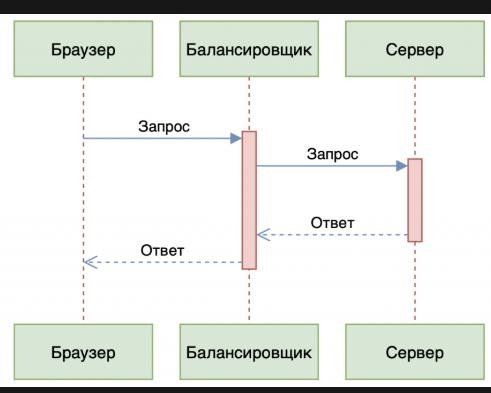 Браузер
Балансировщик
Сервер
Запрос
Запрос
Ответ
Ответ
Браузер
Балансировщик
Сервер